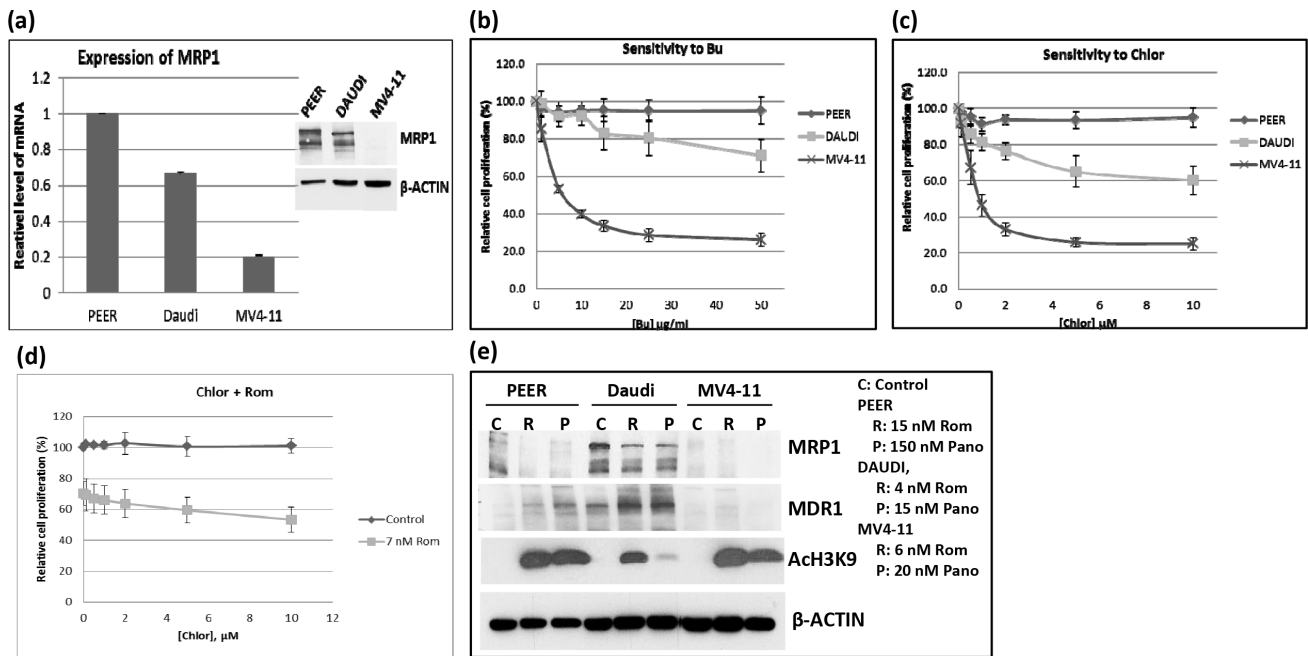 (a)
Expression of MRP1
Reativel level of mRNA
1.2
1
0.8
0.6
0.4
0.2
0
PEER
Daudi
MV4-11
PEER
DAUDI
MV4-11
MRP1
β-ACTIN
(b)
Sensitivity to Bu
Relative cell proliferation (%)
120.0
100.0
80.0
60.0
40.0
20.0
0.0
0
10
20
30
40
50
[Bu] µg/ml
PEER
DAUDI
MV4-11
(c)
Sensitivity to Chlor
Relative cell proliferation (%)
120.0
100.0
80.0
60.0
40.0
20.0
0.0
0
2
4
6
8
10
[Chlor] µM
PEER
DAUDI
MV4-11
(d)
Chlor + Rom
Relative cell proliferation (%)
120
100
80
60
40
20
0
0
2
4
6
8
10
12
[Chlor], µM
Control
7 nM Rom
(e)
PEER
Daudi
MV4-11
C R P C R P C R P
MRP1
MDR1
AcH3K9
β-ACTIN
C: Control
PEER
R: 15 nM Rom
P: 150 nM Pano
DAUDI,
R: 4 nM Rom
P: 15 nM Pano
MV4-11
R: 6 nM Rom
P: 20 nM Pano